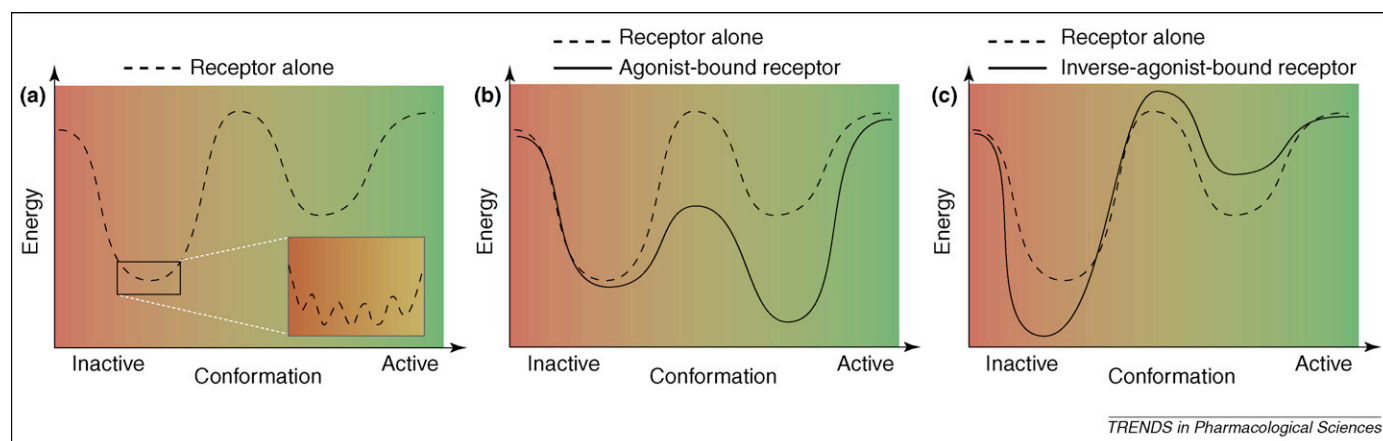 Receptor alone
(a)
Energy
Inactive
Conformation
Active
Receptor alone
Agonist-bound receptor
(b)
Energy
Inactive
Conformation
Active
Receptor alone
Inverse-agonist-bound receptor
(c)
Energy
Inactive
Conformation
Active
TRENDS in Pharmacological Sciences